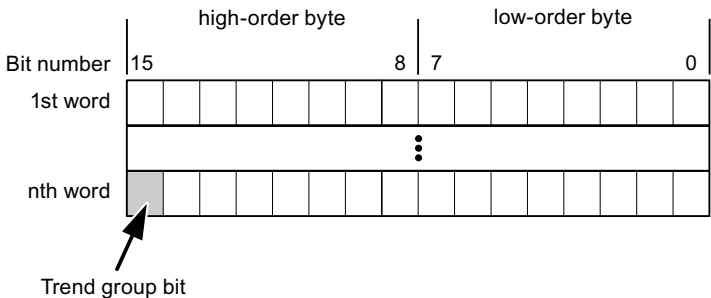 high-order byte low-order byte
Bit number 15 8 7 0
1st word
nth word
Trend group bit